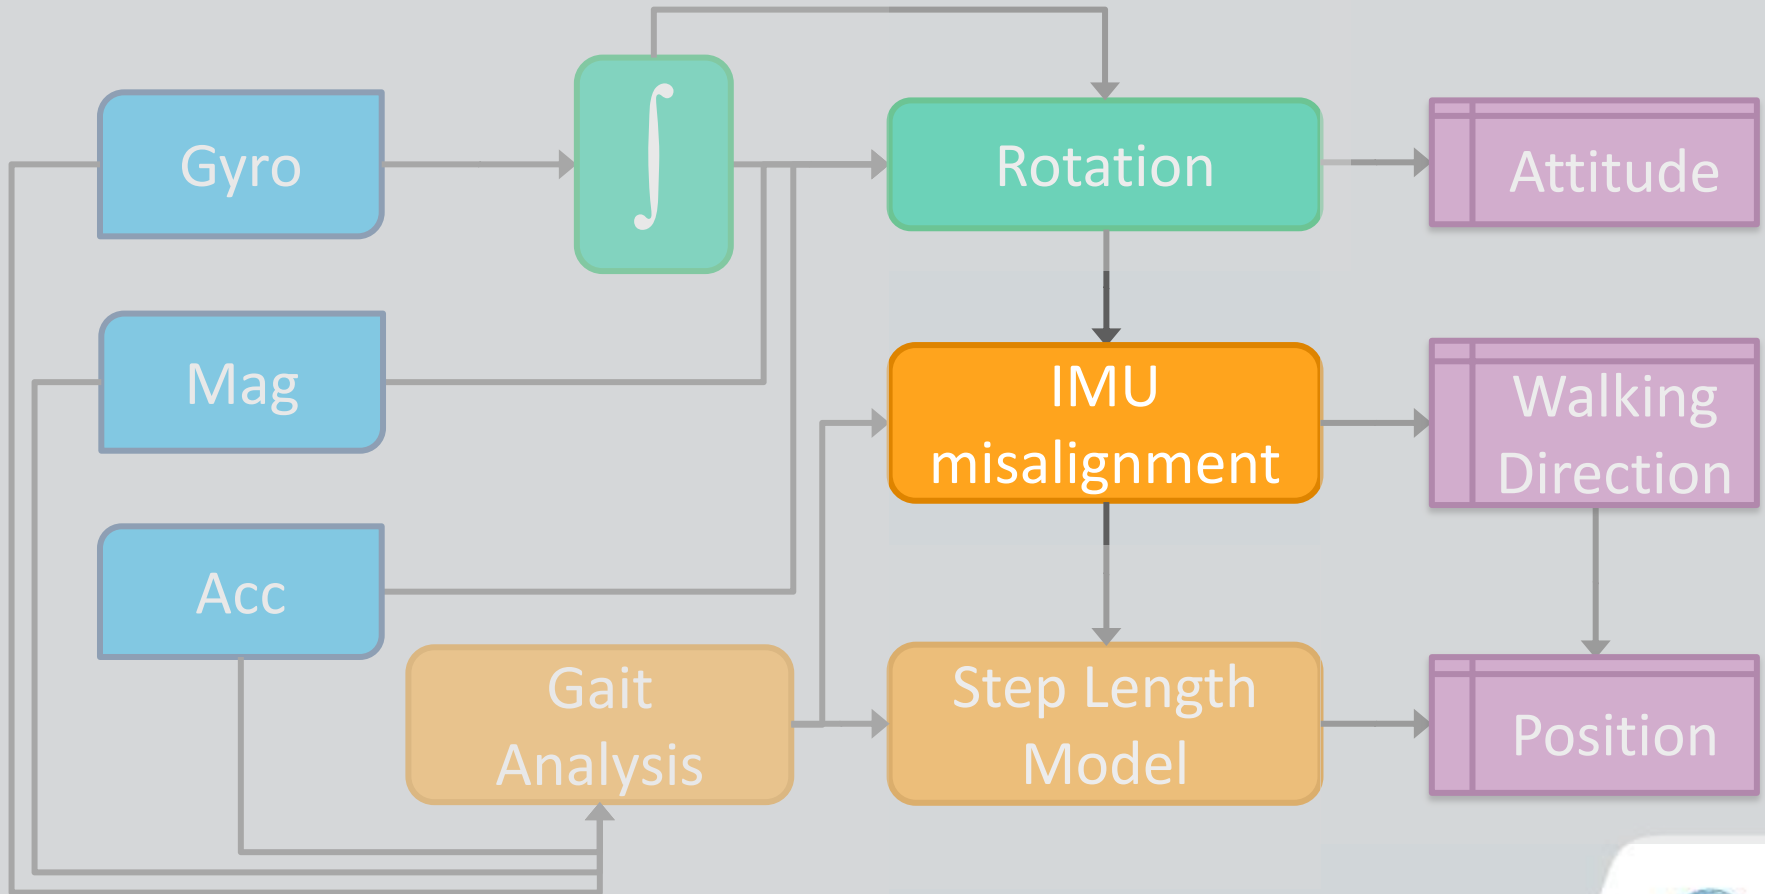 Gyro
∫
Rotation
Attitude
Mag
IMU
misalignment
Walking
Direction
Acc
Gait
Analysis
Step Length
Model
Position